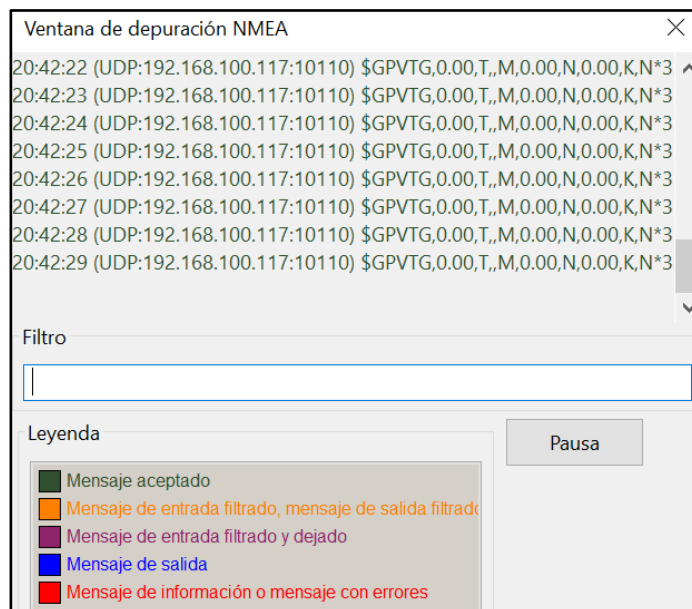 Ventana de depuración NMEA
20:42:22 (UDP:192.168.100.117:10110) $GPVTG,0.00,T,,M,0.00,N,0.00,K,N*3
20:42:23 (UDP:192.168.100.117:10110) $GPVTG,0.00,T,,M,0.00,N,0.00,K,N*3
20:42:24 (UDP:192.168.100.117:10110) $GPVTG,0.00,T,,M,0.00,N,0.00,K,N*3
20:42:25 (UDP:192.168.100.117:10110) $GPVTG,0.00,T,,M,0.00,N,0.00,K,N*3
20:42:26 (UDP:192.168.100.117:10110) $GPVTG,0.00,T,,M,0.00,N,0.00,K,N*3
20:42:27 (UDP:192.168.100.117:10110) $GPVTG,0.00,T,,M,0.00,N,0.00,K,N*3
20:42:28 (UDP:192.168.100.117:10110) $GPVTG,0.00,T,,M,0.00,N,0.00,K,N*3
20:42:29 (UDP:192.168.100.117:10110) $GPVTG,0.00,T,,M,0.00,N,0.00,K,N*3
Filtro
Leyenda
Pausa
Mensaje aceptado
Mensaje de entrada filtrado, mensaje de salida filtrado
Mensaje de entrada filtrado y dejado
Mensaje de salida
Mensaje de información o mensaje con errores